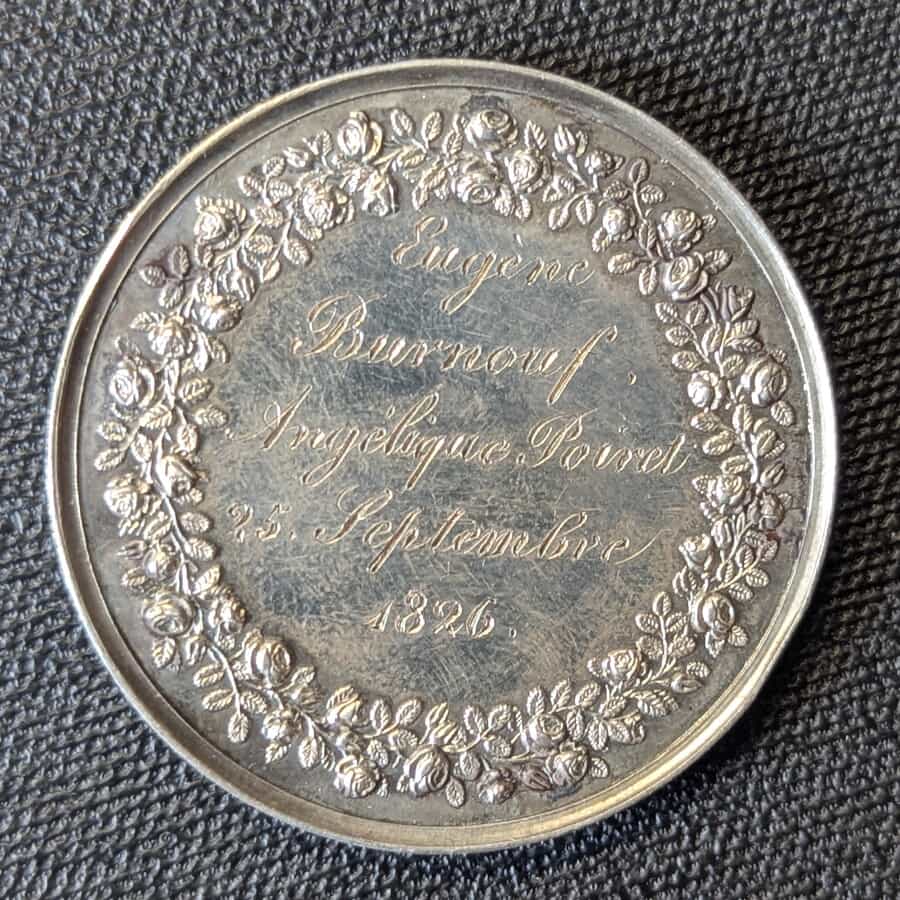 Eugène
Burnouf,
Angélique Poiret
25. Septembre
1826.